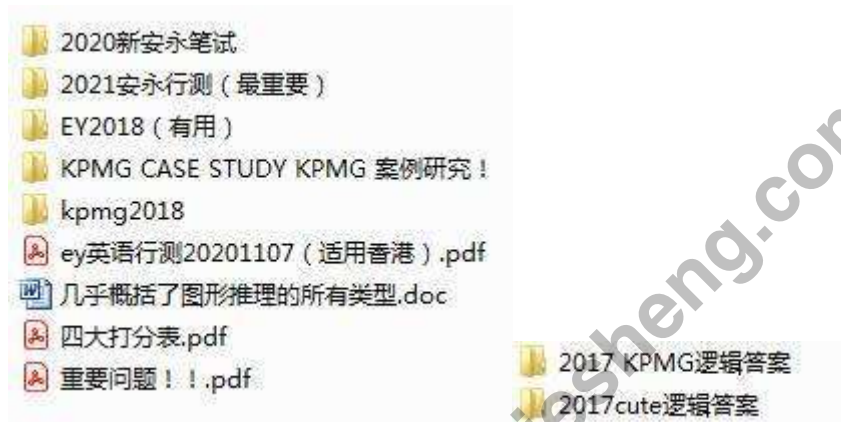 2020新安永笔试
2021安永行测（最重要）
EY2018（有用）
KPMG CASE STUDY KPMG 案例研究！
kpmg2018
ey英语行测20201107（适用香港）.pdf
几乎概括了图形推理的所有类型.doc
四大打分表.pdf
重要问题！！.pdf
2017 KPMG逻辑答案
2017cute逻辑答案